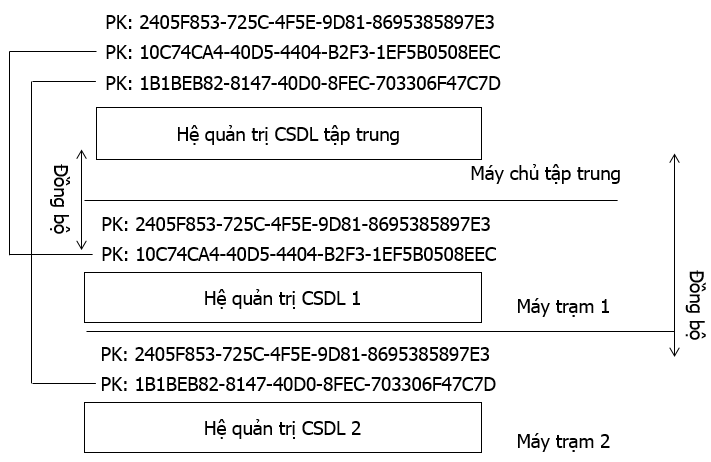 PK: 2405F853-725C-4F5E-9D81-8695385897E3
PK: 10C74CA4-40D5-4404-B2F3-1EF5B0508EEC
PK: 1B1BEB82-8147-40D0-8FEC-703306F47C7D
Hệ quản trị CSDL tập trung
Máy chủ tập trung
Đồng bộ
PK: 2405F853-725C-4F5E-9D81-8695385897E3
PK: 10C74CA4-40D5-4404-B2F3-1EF5B0508EEC
Hệ quản trị CSDL 1
Máy trạm 1
Đồng bộ
PK: 2405F853-725C-4F5E-9D81-8695385897E3
PK: 1B1BEB82-8147-40D0-8FEC-703306F47C7D
Hệ quản trị CSDL 2
Máy trạm 2